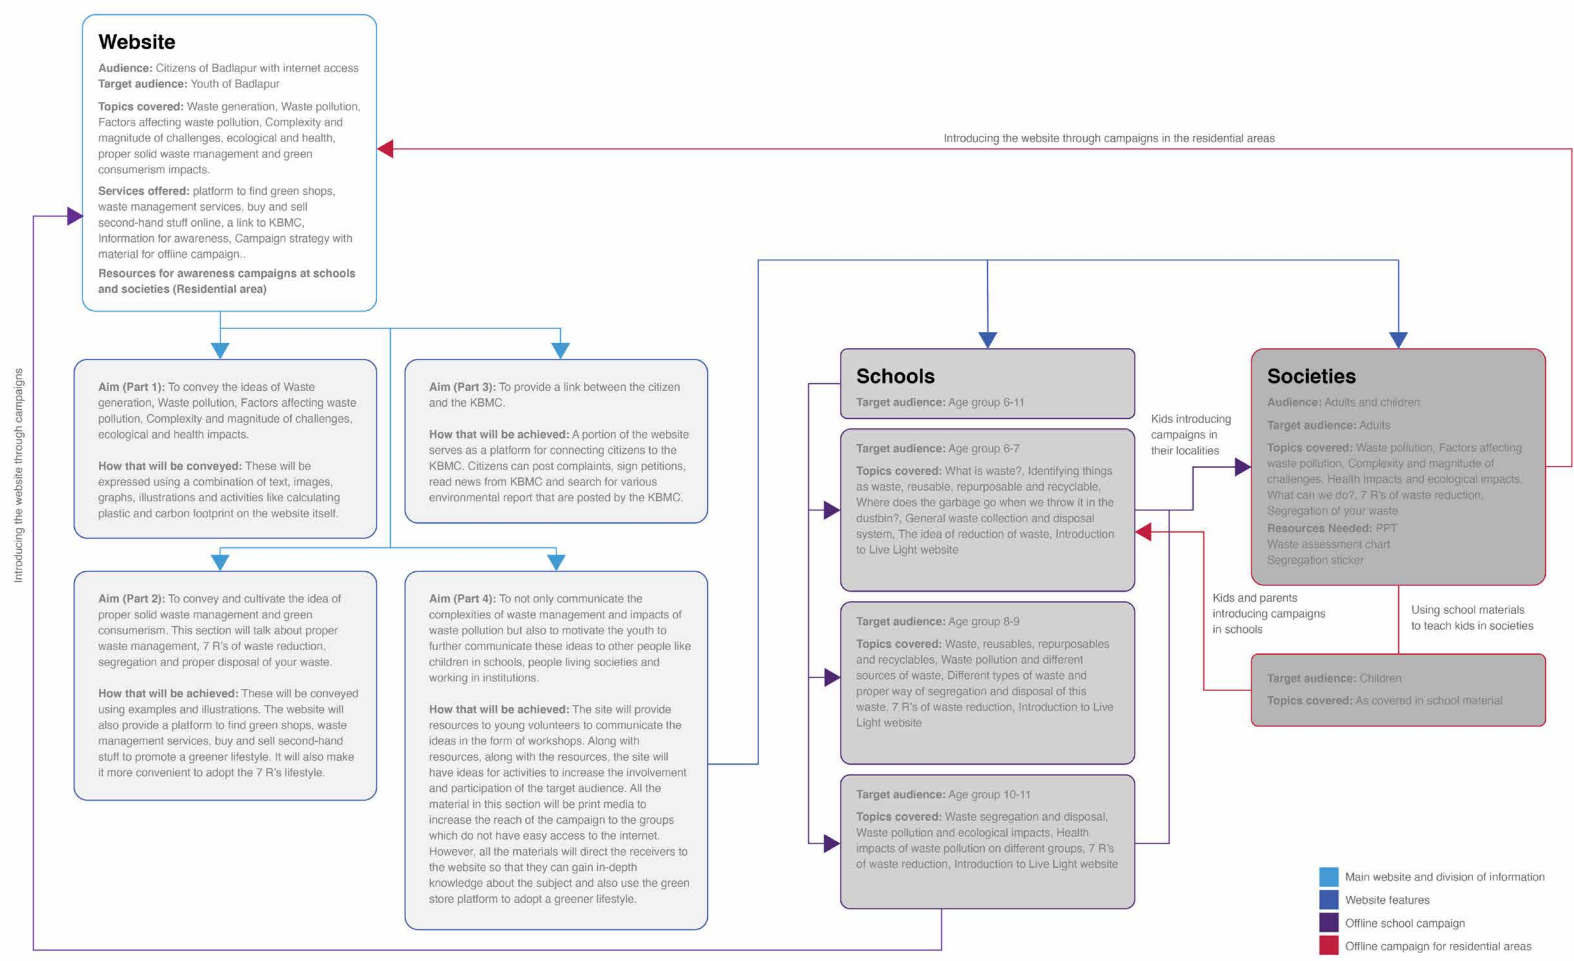 Website
Audience: Citizens of Badlapur with internet access
Target audience: Youth of Badlapur
Topics covered: Waste generation, Waste pollution,
Factors affecting waste pollution, Complexity and
magnitude of challenges, ecological and health,
proper solid waste management and green
consumerism impacts.
Services offered: platform to find green shops,
waste management services, buy and sell
second-hand stuff online, a link to KBMC,
Information for awareness, Campaign strategy with
material for offline campaign..
Resources for awareness campaigns at schools
and societies (Residential area)
Introducing the website through campaigns in the residential areas
Introducing the website through campaigns
Aim (Part 1): To convey the ideas of Waste
generation, Waste pollution, Factors affecting waste
pollution, Complexity and magnitude of challenges,
ecological and health impacts.
How that will be conveyed: These will be
expressed using a combination of text, images,
graphs, illustrations and activities like calculating
plastic and carbon footprint on the website itself.
Aim (Part 3): To provide a link between the citizen
and the KBMC.
How that will be achieved: A portion of the website
serves as a platform for connecting citizens to the
KBMC. Citizens can post complaints, sign petitions,
read news from KBMC and search for various
environmental report that are posted by the KBMC.
Aim (Part 2): To convey and cultivate the idea of
proper solid waste management and green
consumerism. This section will talk about proper
waste management, 7 R's of waste reduction,
segregation and proper disposal of your waste.
How that will be achieved: These will be conveyed
using examples and illustrations. The website will
also provide a platform to find green shops, waste
management services, buy and sell second-hand
stuff to promote a greener lifestyle. It will also make
it more convenient to adopt the 7 R's lifestyle.
Aim (Part 4): To not only communicate the
complexities of waste management and impacts of
waste pollution but also to motivate the youth to
further communicate these ideas to other people like
children in schools, people living societies and
working in institutions.
How that will be achieved: The site will provide
resources to young volunteers to communicate the
ideas in the form of workshops. Along with
resources, along with the resources, the site will
have ideas for activities to increase the involvement
and participation of the target audience. All the
material in this section will be print media to
increase the reach of the campaign to the groups
which do not have easy access to the internet.
However, all the materials will direct the receivers to
the website so that they can gain in-depth
knowledge about the subject and also use the green
store platform to adopt a greener lifestyle.
Schools
Target audience: Age group 6-11
Target audience: Age group 6-7
Topics covered: What is waste?, Identifying things
as waste, reusable, repurposable and recyclable,
Where does the garbage go when we throw it in the
dustbin?, General waste collection and disposal
system, The idea of reduction of waste, Introduction
to Live Light website
Target audience: Age group 8-9
Topics covered: Waste, reusables, repurposables
and recyclables, Waste pollution and different
sources of waste, Different types of waste and
proper way of segregation and disposal of this
waste, 7 R's of waste reduction, Introduction to Live
Light website
Target audience: Age group 10-11
Topics covered: Waste segregation and disposal,
Waste pollution and ecological impacts, Health
impacts of waste pollution on different groups, 7 R's
of waste reduction, Introduction to Live Light website
Kids introducing
campaigns in
their localities
Societies
Audience: Adults and children
Target audience: Adults
Topics covered: Waste pollution, Factors affecting
waste pollution, Complexity and magnitude of
challenges, Health Impacts and ecological impacts,
What can we do?, 7 R's of waste reduction,
Segregation of your waste
Resources Needed: PPT
Waste assessment chart
Segregation sticker
Kids and parents
introducing campaigns
in schools
Using school materials
to teach kids in societies
Target audience: Children
Topics covered: As covered in school material
Main website and division of information
Website features
Offline school campaign
Offline campaign for residential areas